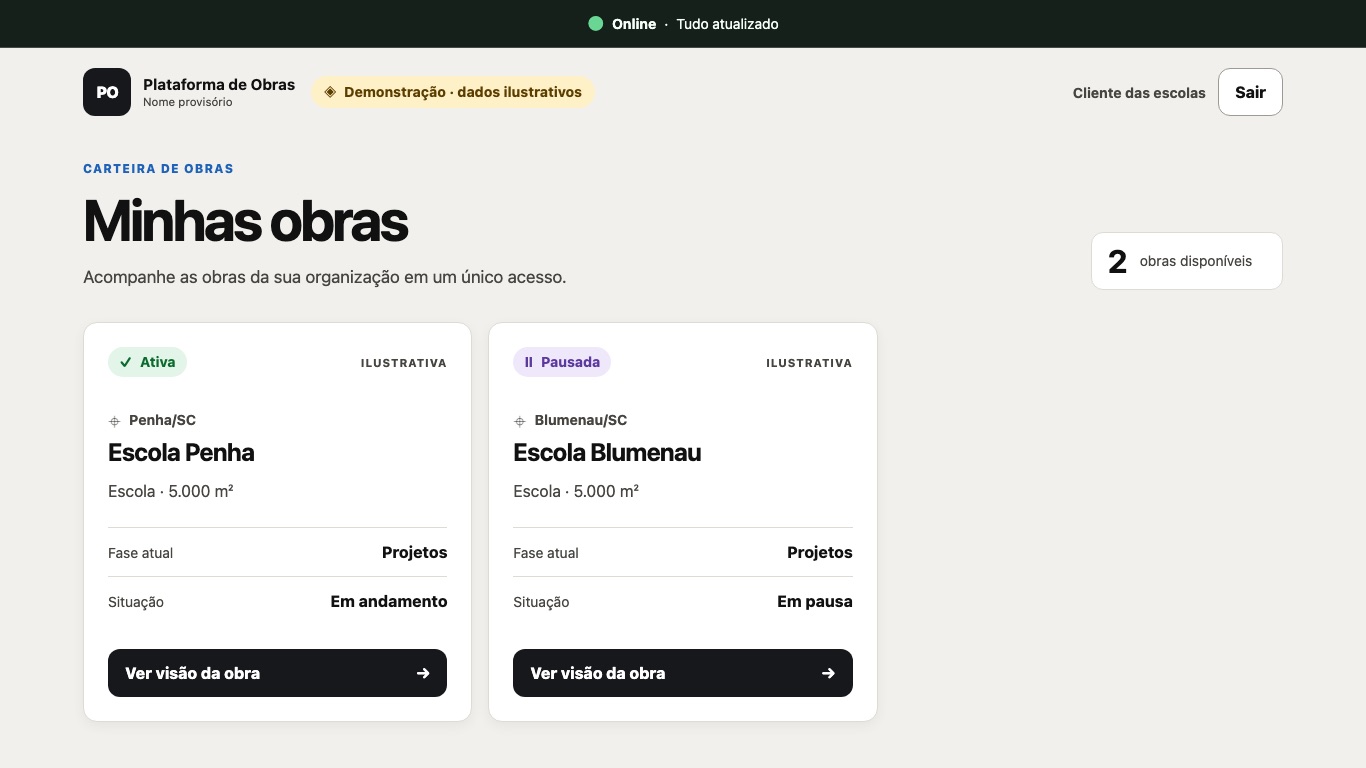 Online · Tudo atualizado
PO
Plataforma de Obras
Nome provisório
Demonstração · dados ilustrativos
Cliente das escolas
Sair
CARTEIRA DE OBRAS
Minhas obras
Acompanhe as obras da sua organização em um único acesso.
2 obras disponíveis
Ativa
ILUSTRATIVA
Penha/SC
Escola Penha
Escola · 5.000 m²
Fase atual Projetos
Situação Em andamento
Ver visão da obra →
Pausada
ILUSTRATIVA
Blumenau/SC
Escola Blumenau
Escola · 5.000 m²
Fase atual Projetos
Situação Em pausa
Ver visão da obra →